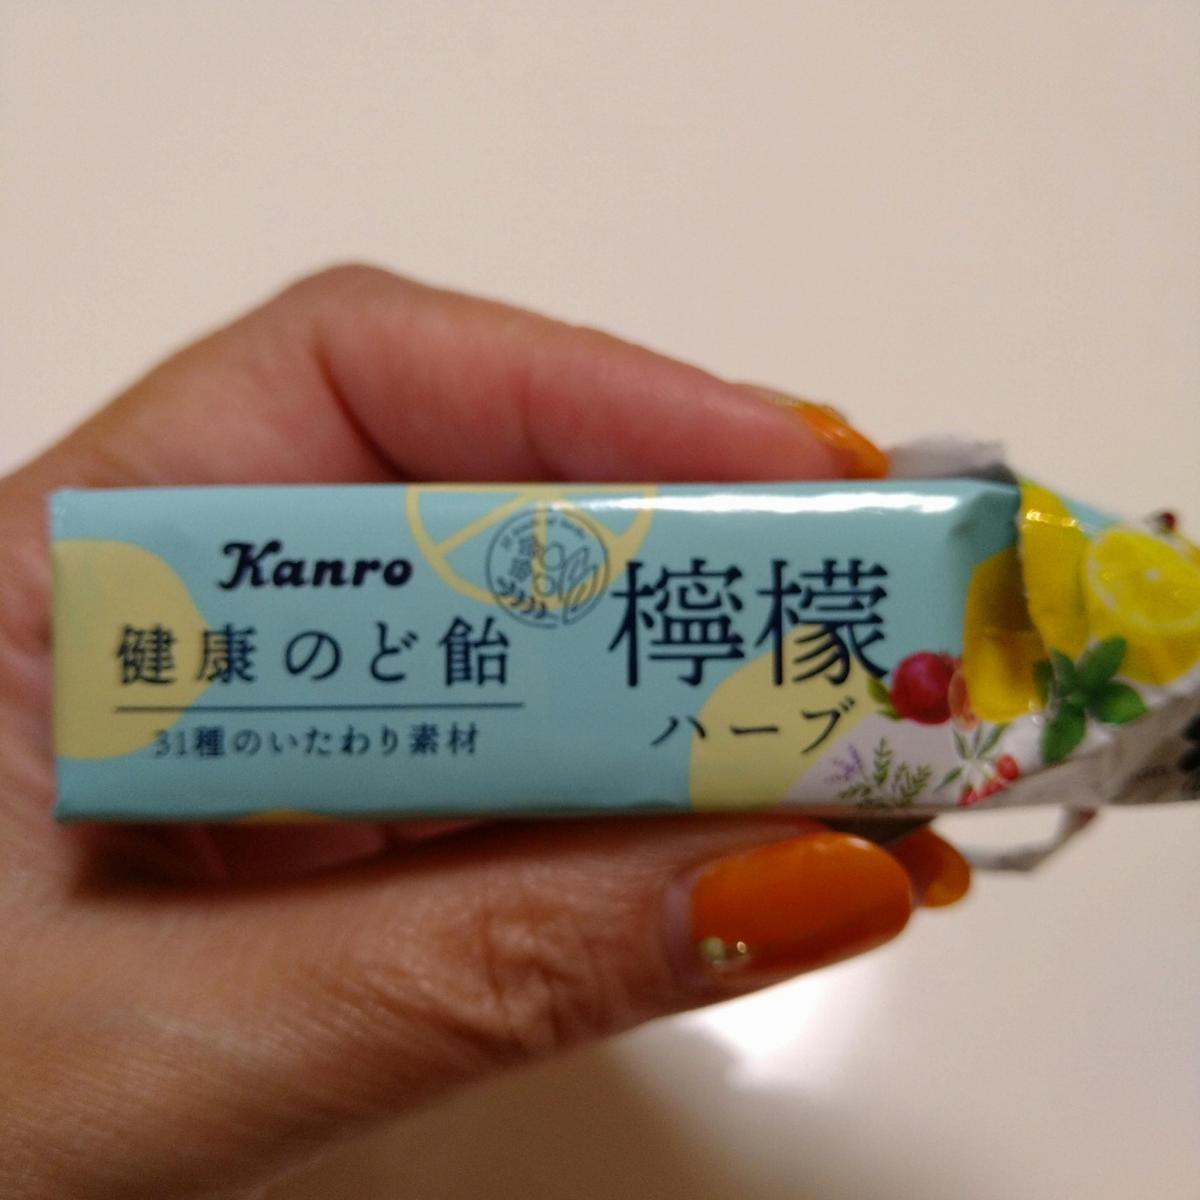 Kanro
健康のど飴
31種のいたわり素材
檸檬
ハーブ